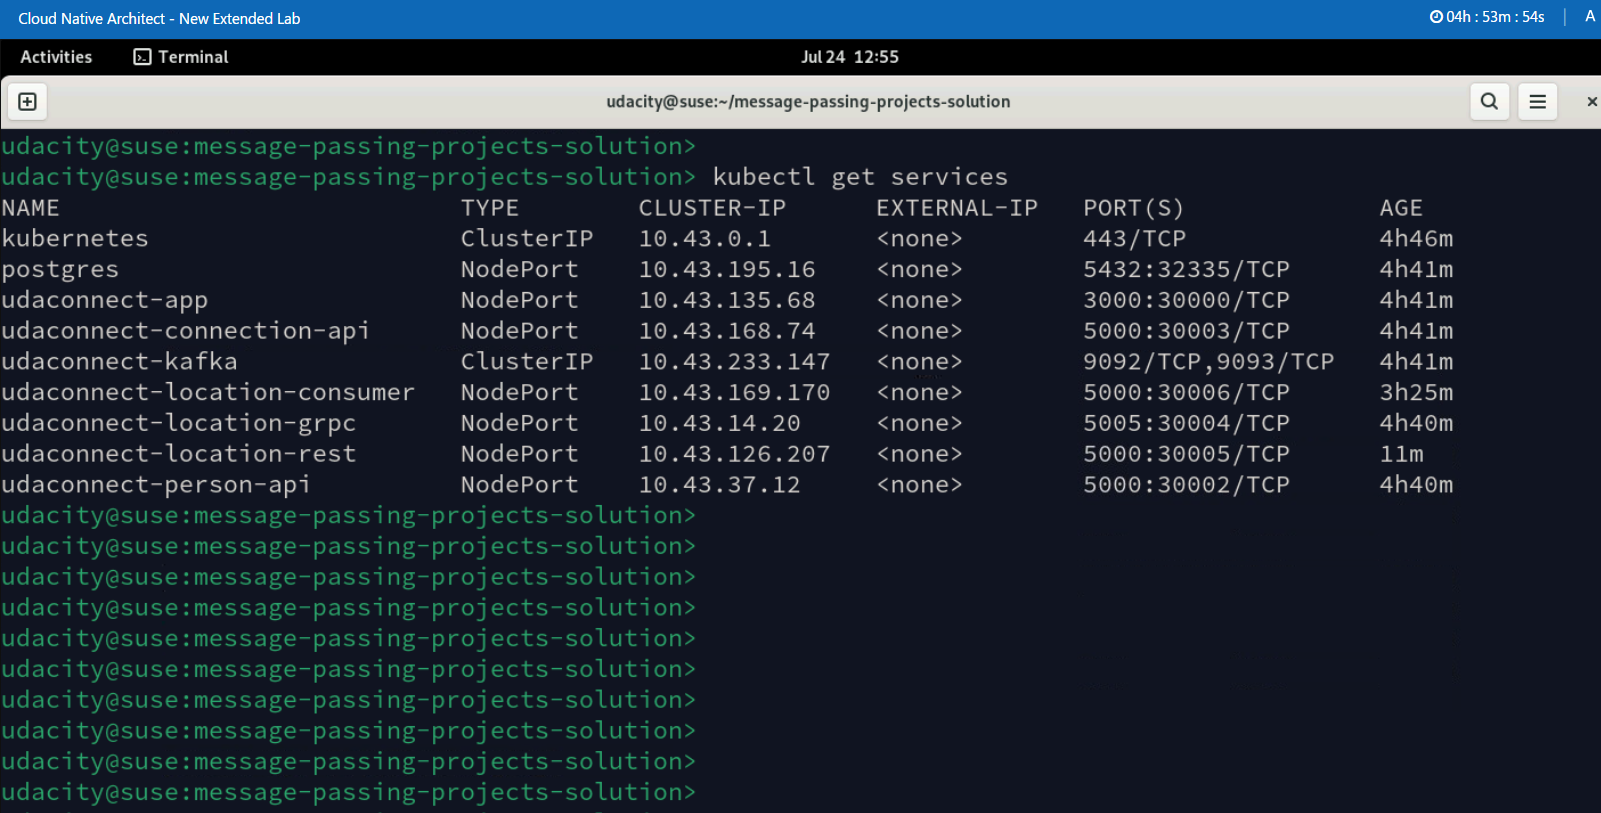 Cloud Native Architect - New Extended Lab 04h : 53m : 54s | A
Activities Terminal Jul 24 12:55
udacity@suse:~/message-passing-projects-solution
udacity@suse:message-passing-projects-solution>
udacity@suse:message-passing-projects-solution> kubectl get services
NAME TYPE CLUSTER-IP EXTERNAL-IP PORT(S) AGE
kubernetes ClusterIP 10.43.0.1 <none> 443/TCP 4h46m
postgres NodePort 10.43.195.16 <none> 5432:32335/TCP 4h41m
udaconnect-app NodePort 10.43.135.68 <none> 3000:30000/TCP 4h41m
udaconnect-connection-api NodePort 10.43.168.74 <none> 5000:30003/TCP 4h41m
udaconnect-kafka ClusterIP 10.43.233.147 <none> 9092/TCP,9093/TCP 4h41m
udaconnect-location-consumer NodePort 10.43.169.170 <none> 5000:30006/TCP 3h25m
udaconnect-location-grpc NodePort 10.43.14.20 <none> 5005:30004/TCP 4h40m
udaconnect-location-rest NodePort 10.43.126.207 <none> 5000:30005/TCP 11m
udaconnect-person-api NodePort 10.43.37.12 <none> 5000:30002/TCP 4h40m
udacity@suse:message-passing-projects-solution>
udacity@suse:message-passing-projects-solution>
udacity@suse:message-passing-projects-solution>
udacity@suse:message-passing-projects-solution>
udacity@suse:message-passing-projects-solution>
udacity@suse:message-passing-projects-solution>
udacity@suse:message-passing-projects-solution>
udacity@suse:message-passing-projects-solution>
udacity@suse:message-passing-projects-solution>
udacity@suse:message-passing-projects-solution>